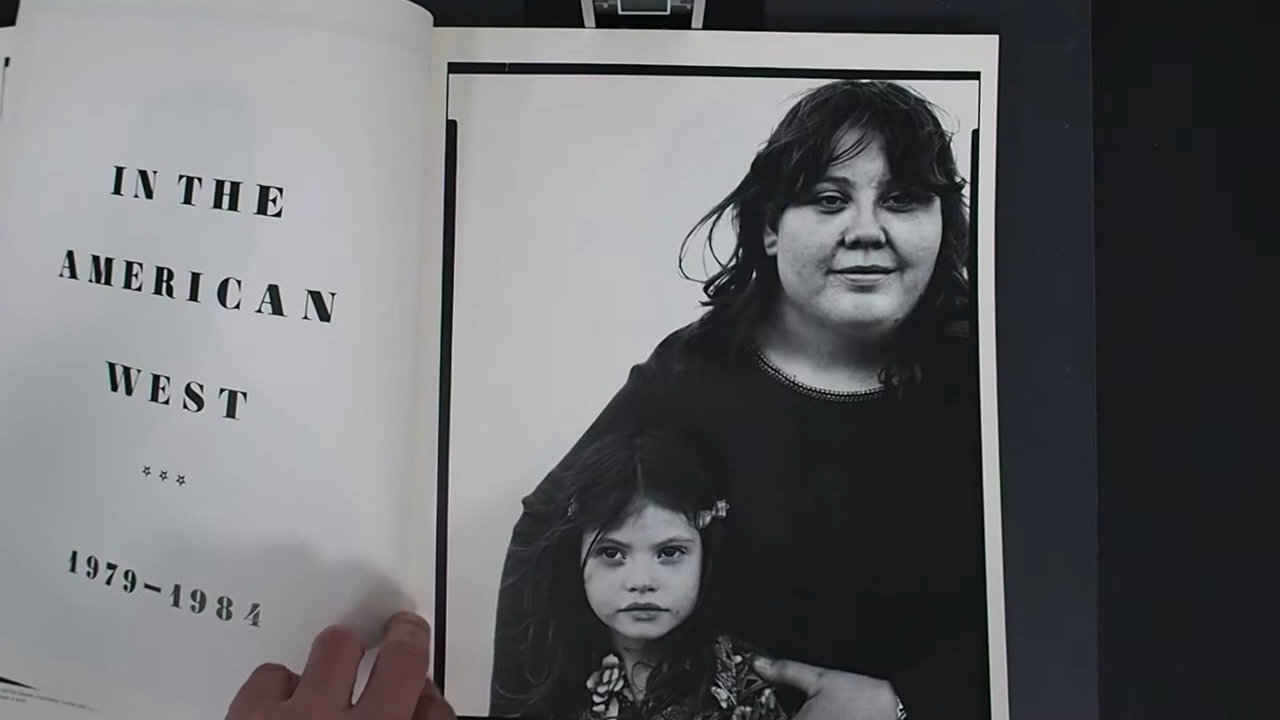 IN THE
AMERICAN
WEST
☆☆☆
1979–1984